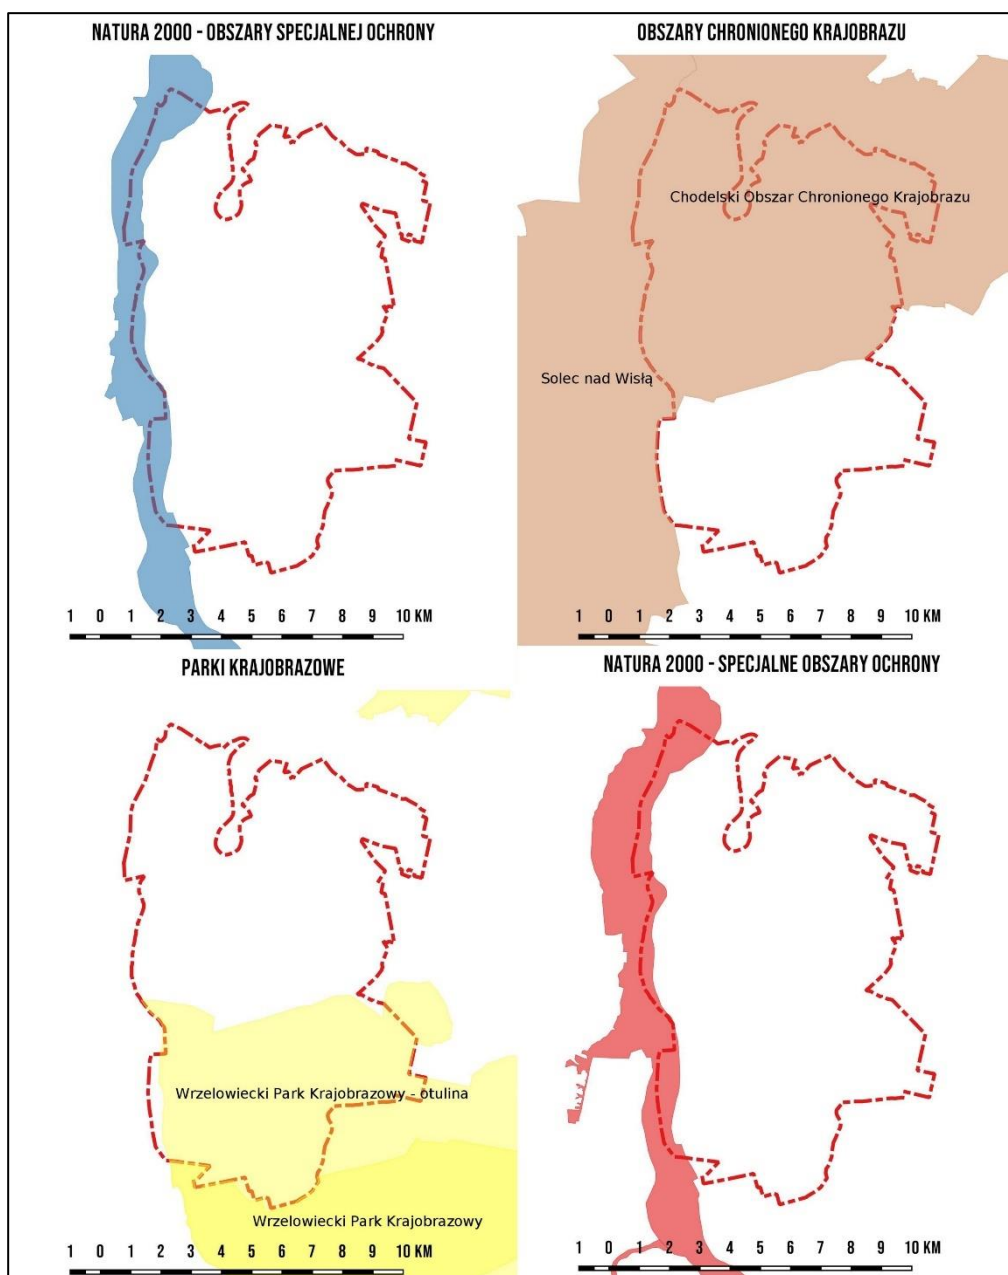 NATURA 2000 - OBSZARY SPECJALNEJ OCHRONY
OBSZARY CHRONIONEGO KRAJOBRAZU
Chodelski Obszar Chronionego Krajobrazu
Solec nad Wisłą
1 0 1 2 3 4 5 6 7 8 9 10 KM
1 0 1 2 3 4 5 6 7 8 9 10 KM
PARKI KRAJOBRAZOWE
NATURA 2000 - SPECJALNE OBSZARY OCHRONY
Wrzelowiecki Park Krajobrazowy - otulina
Wrzelowiecki Park Krajobrazowy
1 0 1 2 3 4 5 6 7 8 9 10 KM
1 0 1 2 3 4 5 6 7 8 9 10 KM